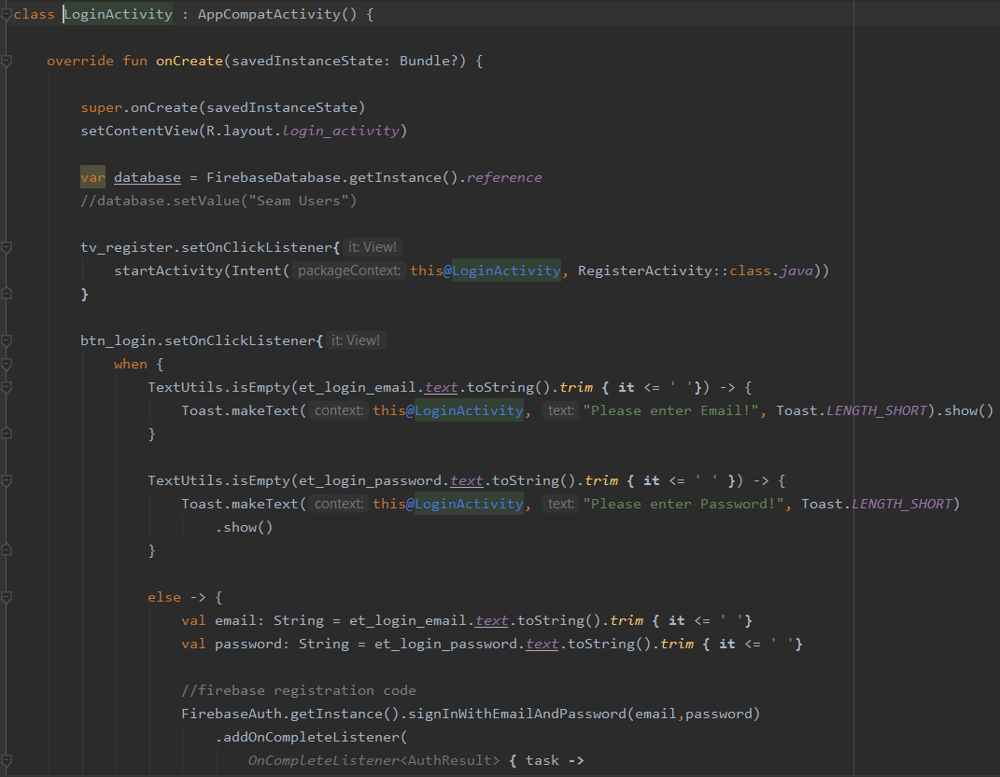 class LoginActivity : AppCompatActivity() {
override fun onCreate(savedInstanceState: Bundle?) {
super.onCreate(savedInstanceState)
setContentView(R.layout.login_activity)
var database = FirebaseDatabase.getInstance().reference
//database.setValue("Seam Users")
tv_register.setOnClickListener{ it: View!
startActivity(Intent( packageContext: this@LoginActivity, RegisterActivity::class.java))
}
btn_login.setOnClickListener{ it: View!
when {
TextUtils.isEmpty(et_login_email.text.toString().trim { it <= ' '}) -> {
Toast.makeText( context: this@LoginActivity, text: "Please enter Email!", Toast.LENGTH_SHORT).show()
}
TextUtils.isEmpty(et_login_password.text.toString().trim { it <= ' ' }) -> {
Toast.makeText( context: this@LoginActivity, text: "Please enter Password!", Toast.LENGTH_SHORT)
.show()
}
else -> {
val email: String = et_login_email.text.toString().trim { it <= ' '}
val password: String = et_login_password.text.toString().trim { it <= ' '}
//firebase registration code
FirebaseAuth.getInstance().signInWithEmailAndPassword(email,password)
.addOnCompleteListener(
OnCompleteListener<AuthResult> { task ->